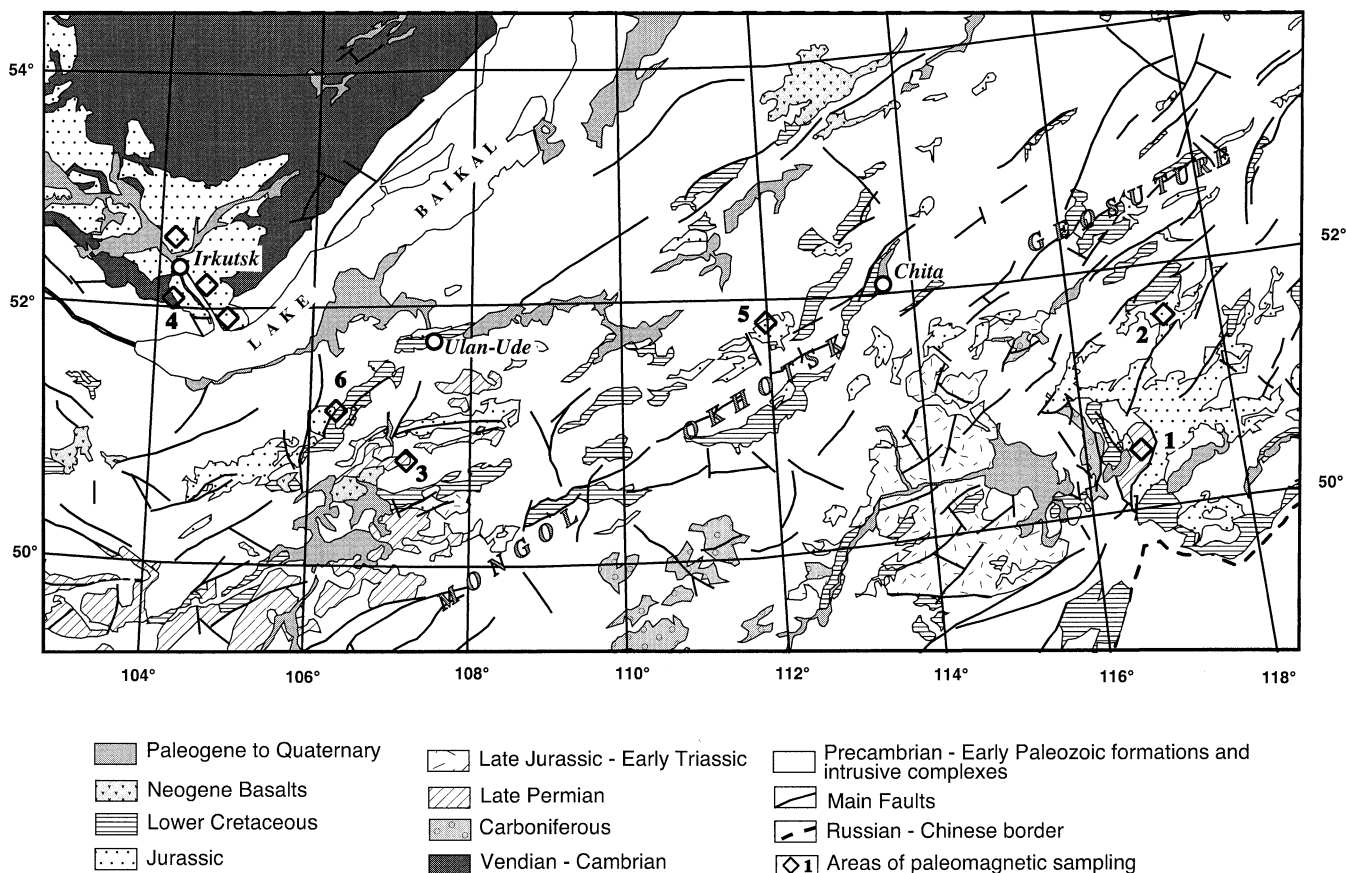 54°
52°
50°
52°
50°
BAIKAL
LAKE
Irkutsk
4
Ulan-Ude
6
3
5
Chita
2
1
MONGOL
OKHOTSK
GEOSUTURE
104°
106°
108°
110°
112°
114°
116°
118°
Paleogene to Quaternary
Neogene Basalts
Lower Cretaceous
Jurassic
Late Jurassic - Early Triassic
Late Permian
Carboniferous
Vendian - Cambrian
Precambrian - Early Paleozoic formations and
intrusive complexes
Main Faults
Russian - Chinese border
1 Areas of paleomagnetic sampling